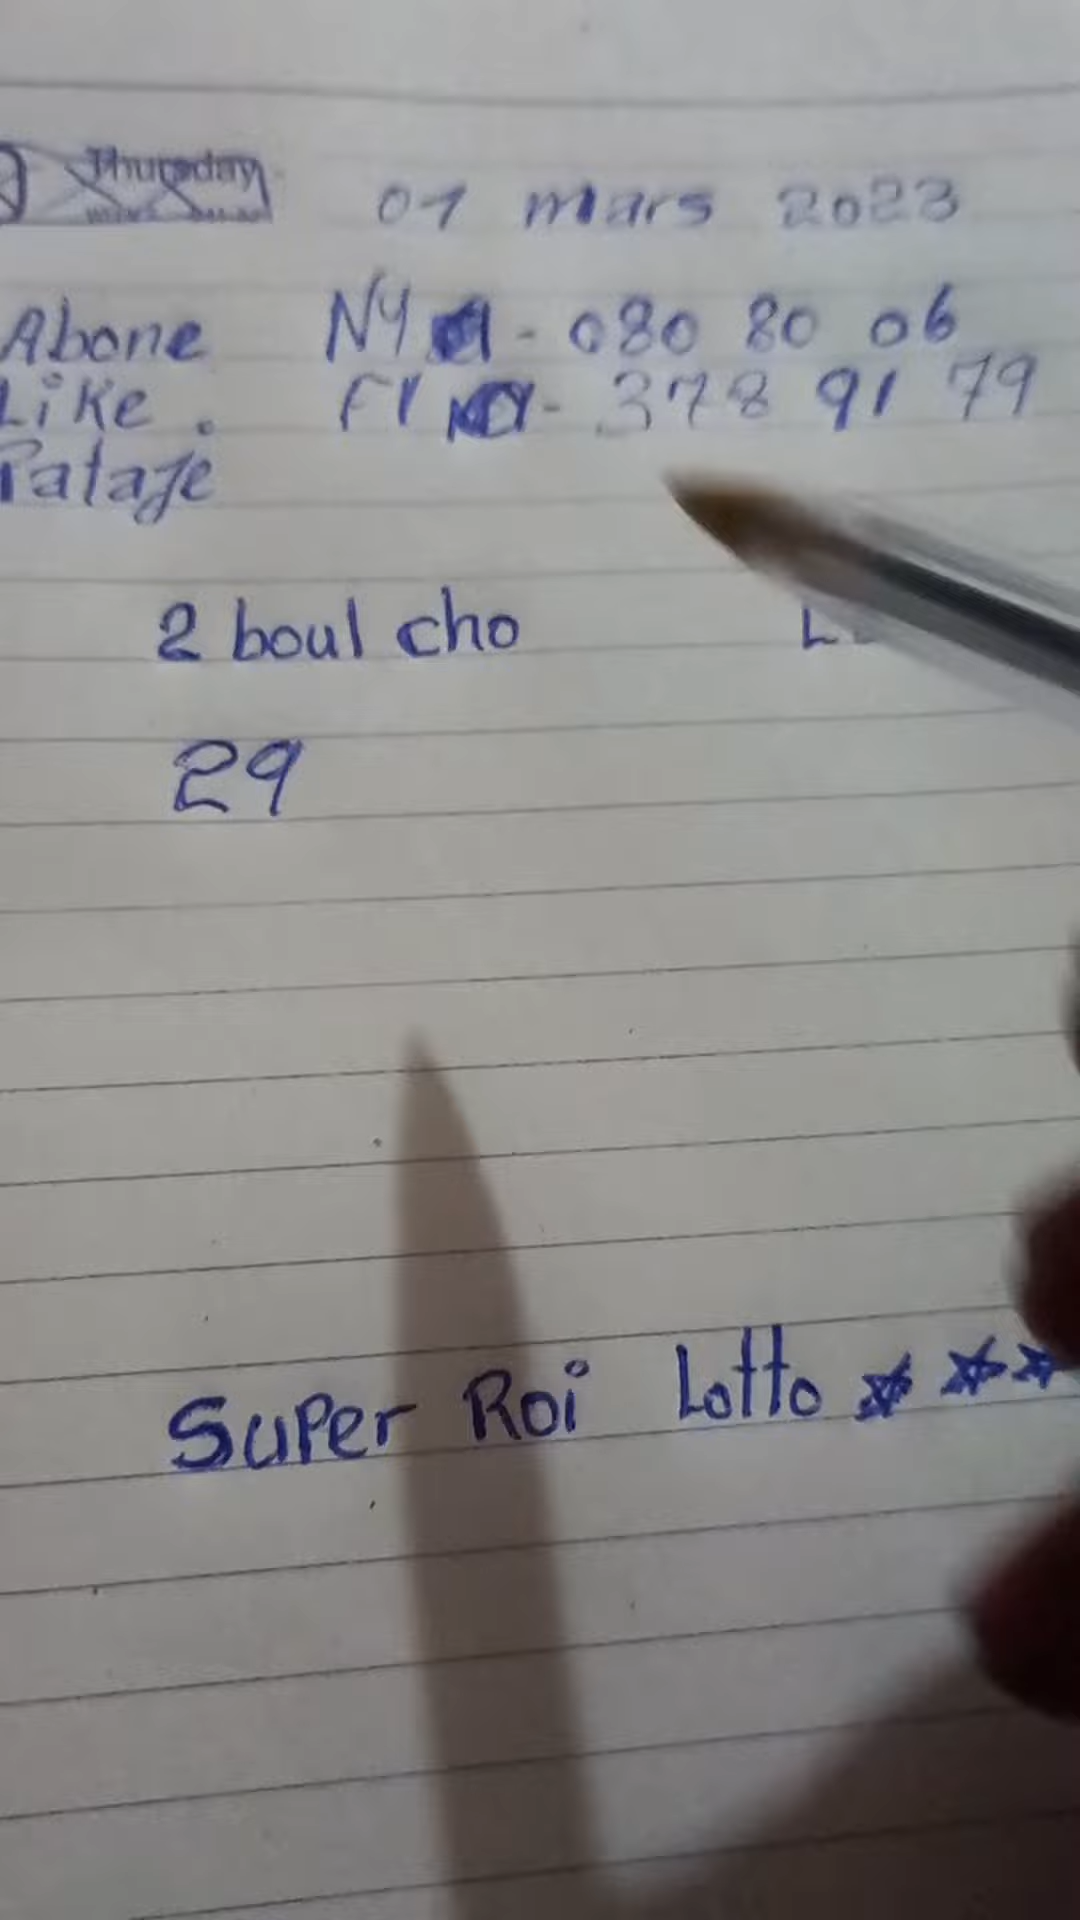 Thursday
01 mars 2023
Abone NY - 080 80 06
Like. Fl - 378 91 79
Pataje
2 boul cho
29
Super Roi Lotto ***